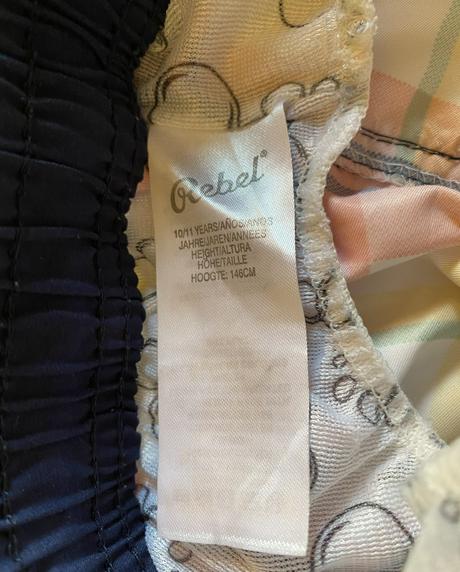 Rebel®
10/11 YEARS/AÑOS/ANOS
JAHRE/JAREN/ANNEES
HEIGHT/ALTURA
HÖHE/TAILLE
HOOGTE: 146CM